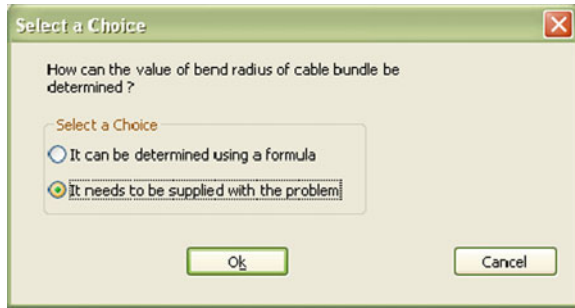 Select a Choice
How can the value of bend radius of cable bundle be
determined ?
Select a Choice
It can be determined using a formula
It needs to be supplied with the problem
Ok
Cancel